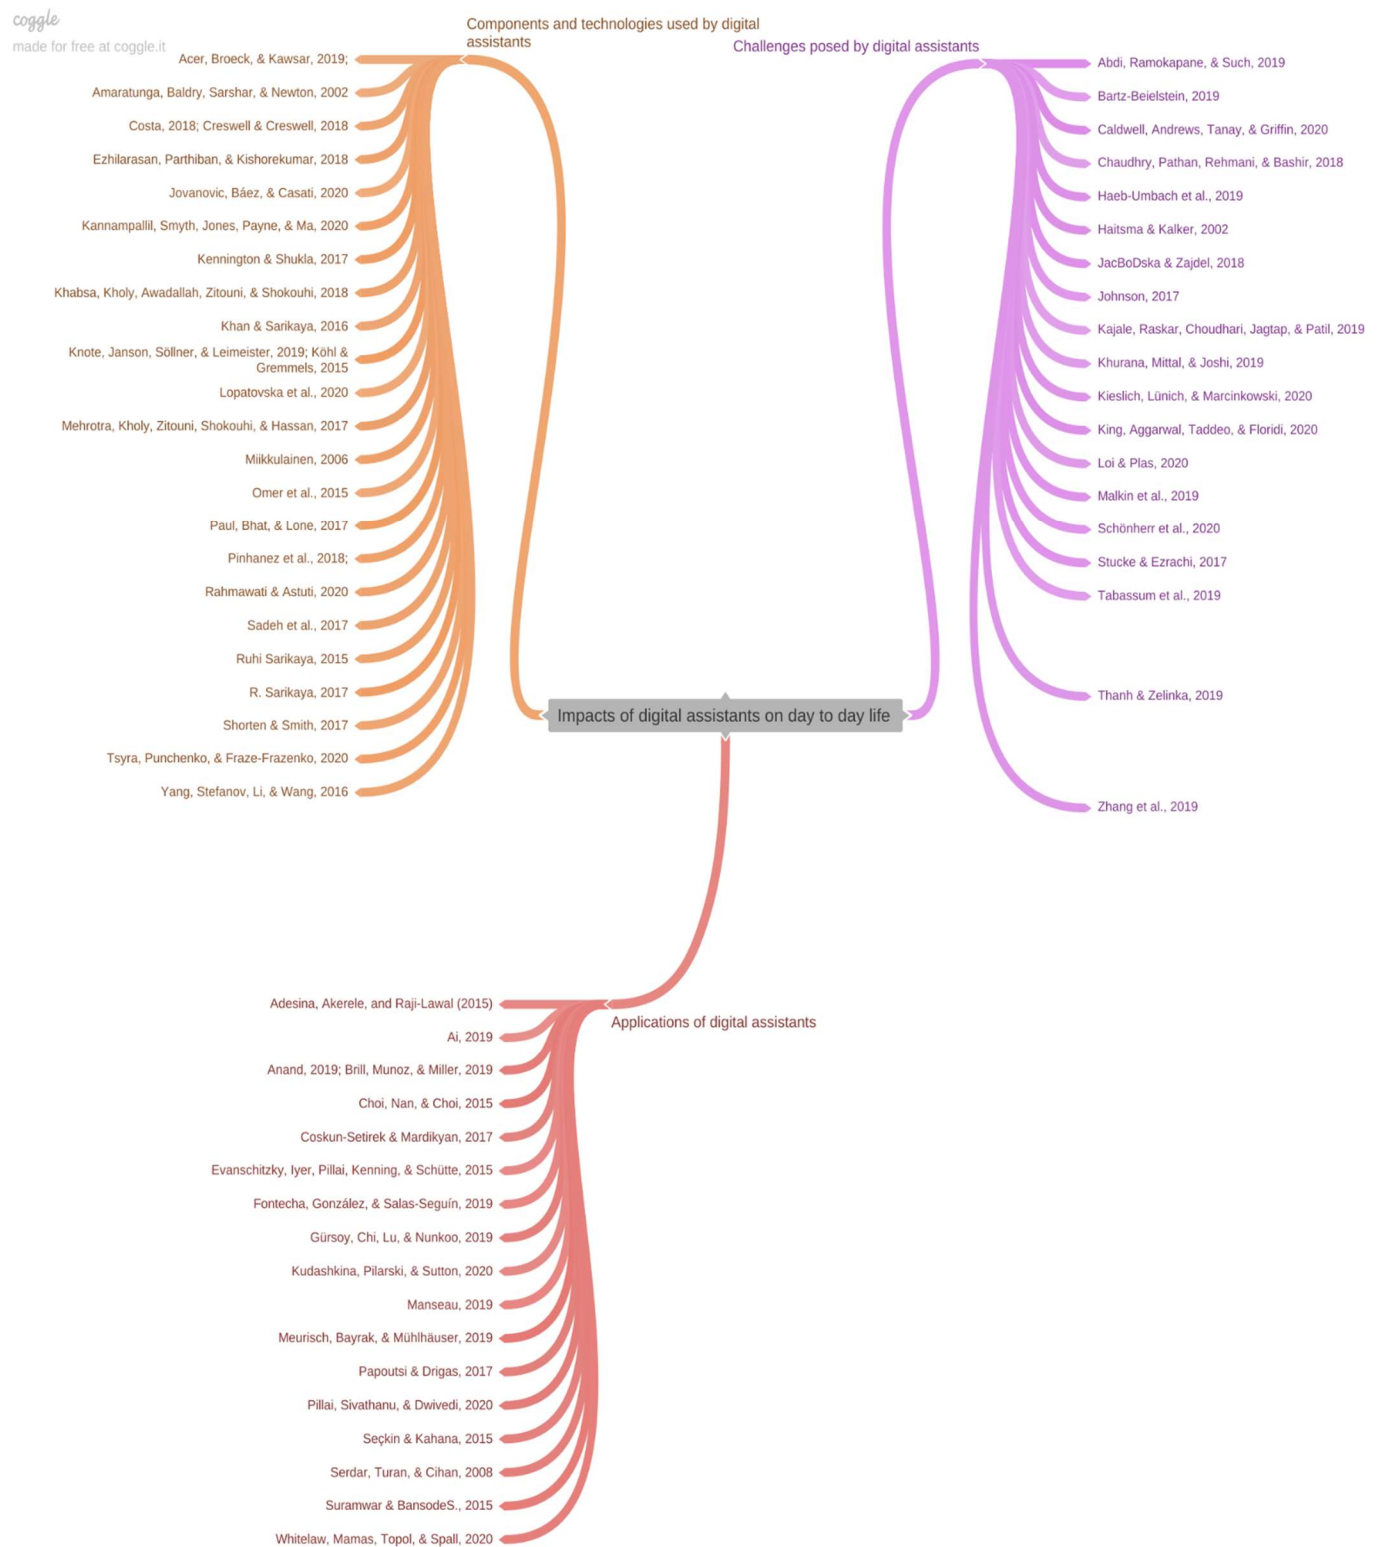 coggle
made for free at coggle.it
Components and technologies used by digital
assistants
Acer, Broeck, & Kawsar, 2019;
Amaratunga, Baldry, Sarshar, & Newton, 2002
Costa, 2018; Creswell & Creswell, 2018
Ezhilarasan, Parthiban, & Kishorekumar, 2018
Jovanovic, Báez, & Casati, 2020
Kannampallil, Smyth, Jones, Payne, & Ma, 2020
Kennington & Shukla, 2017
Khabsa, Kholy, Awadallah, Zitouni, & Shokouhi, 2018
Khan & Sarikaya, 2016
Knote, Janson, Söllner, & Leimeister, 2019; Köhl &
Gremmels, 2015
Lopatovska et al., 2020
Mehrotra, Kholy, Zitouni, Shokouhi, & Hassan, 2017
Miikkulainen, 2006
Omer et al., 2015
Paul, Bhat, & Lone, 2017
Pinhanez et al., 2018;
Rahmawati & Astuti, 2020
Sadeh et al., 2017
Ruhi Sarikaya, 2015
R. Sarikaya, 2017
Shorten & Smith, 2017
Tsyra, Punchenko, & Fraze-Frazenko, 2020
Yang, Stefanov, Li, & Wang, 2016
Challenges posed by digital assistants
Abdi, Ramokapane, & Such, 2019
Bartz-Beielstein, 2019
Caldwell, Andrews, Tanay, & Griffin, 2020
Chaudhry, Pathan, Rehmani, & Bashir, 2018
Haeb-Umbach et al., 2019
Haitsma & Kalker, 2002
JacBoDska & Zajdel, 2018
Johnson, 2017
Kajale, Raskar, Choudhari, Jagtap, & Patil, 2019
Khurana, Mittal, & Joshi, 2019
Kieslich, Lünich, & Marcinkowski, 2020
King, Aggarwal, Taddeo, & Floridi, 2020
Loi & Plas, 2020
Malkin et al., 2019
Schönherr et al., 2020
Stucke & Ezrachi, 2017
Tabassum et al., 2019
Thanh & Zelinka, 2019
Zhang et al., 2019
Impacts of digital assistants on day to day life
Applications of digital assistants
Adesina, Akerele, and Raji-Lawal (2015)
Ai, 2019
Anand, 2019; Brill, Munoz, & Miller, 2019
Choi, Nan, & Choi, 2015
Coskun-Setirek & Mardikyan, 2017
Evanschitzky, Iyer, Pillai, Kenning, & Schütte, 2015
Fontecha, González, & Salas-Seguín, 2019
Gürsoy, Chi, Lu, & Nunkoo, 2019
Kudashkina, Pilarski, & Sutton, 2020
Manseau, 2019
Meurisch, Bayrak, & Mühlhäuser, 2019
Papoutsi & Drigas, 2017
Pillai, Sivathanu, & Dwivedi, 2020
Seçkin & Kahana, 2015
Serdar, Turan, & Cihan, 2008
Suramwar & BansodeS., 2015
Whitelaw, Mamas, Topol, & Spall, 2020